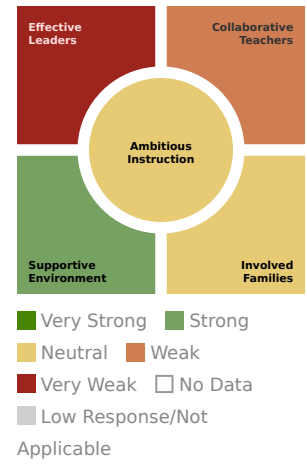 Effective
Leaders
Collaborative
Teachers
Ambitious
Instruction
Supportive
Environment
Involved
Families
Very Strong Strong
Neutral Weak
Very Weak No Data
Low Response/Not
Applicable